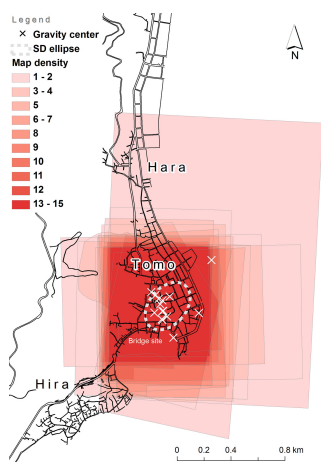 Legend
Gravity center
SD ellipse
Map density
1 - 2
3 - 4
5
6 - 7
8
9
10
11
12
13 - 15
N
Hara
Tomo
Bridge site
Hira
0 0.2 0.4 0.8 km